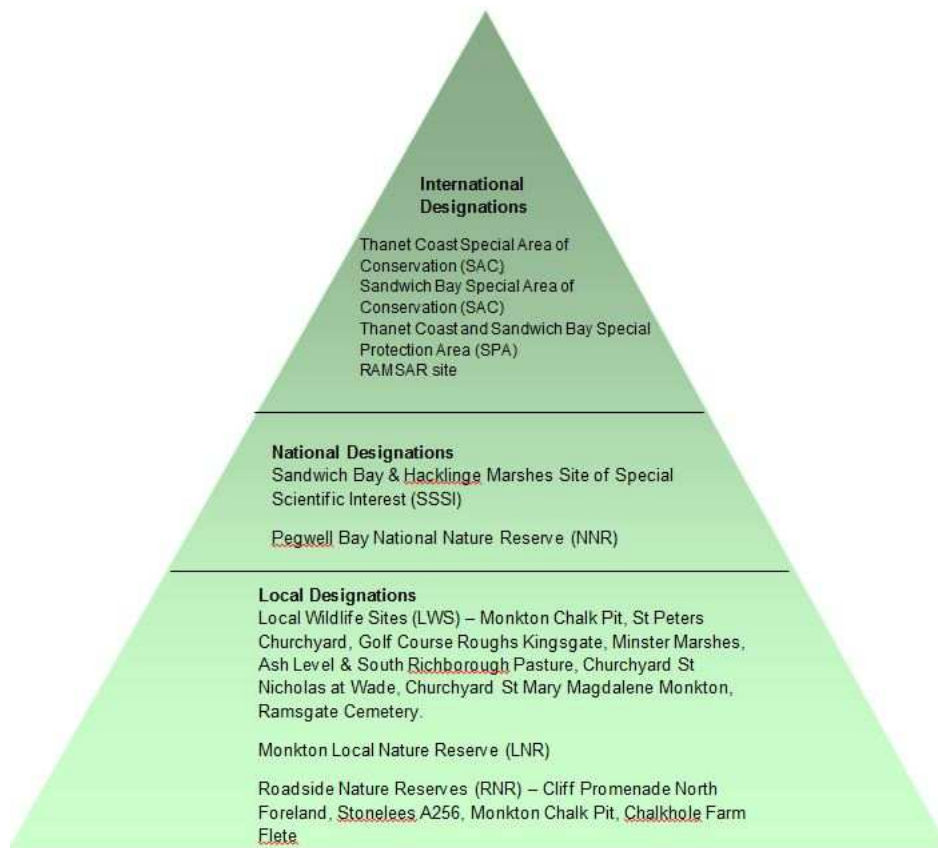 International
Designations
Thanet Coast Special Area of
Conservation (SAC)
Sandwich Bay Special Area of
Conservation (SAC)
Thanet Coast and Sandwich Bay Special
Protection Area (SPA)
RAMSAR site
National Designations
Sandwich Bay & Hacklinge Marshes Site of Special
Scientific Interest (SSSI)
Pegwell Bay National Nature Reserve (NNR)
Local Designations
Local Wildlife Sites (LWS) – Monkton Chalk Pit, St Peters
Churchyard, Golf Course Roughs Kingsgate, Minster Marshes,
Ash Level & South Richborough Pasture, Churchyard St
Nicholas at Wade, Churchyard St Mary Magdalene Monkton,
Ramsgate Cemetery.
Monkton Local Nature Reserve (LNR)
Roadside Nature Reserves (RNR) – Cliff Promenade North
Foreland, Stonelees A256, Monkton Chalk Pit, Chalkhole Farm
Flete